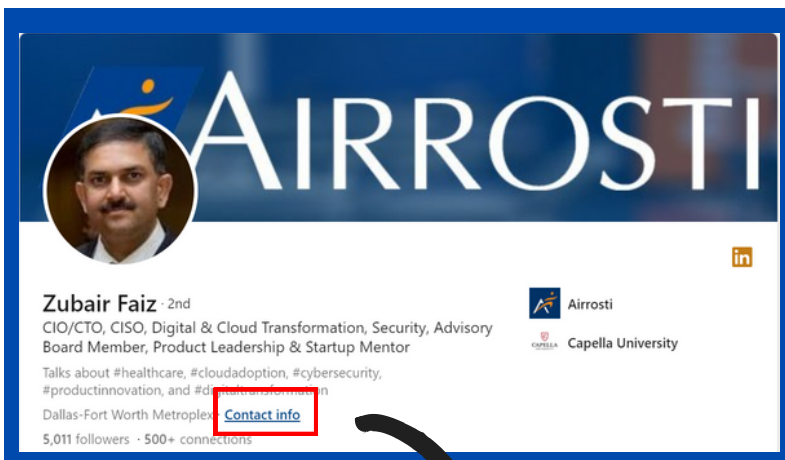 AIRROSTI
in
Zubair Faiz · 2nd
CIO/CTO, CISO, Digital & Cloud Transformation, Security, Advisory
Board Member, Product Leadership & Startup Mentor
Talks about #healthcare, #cloudadoption, #cybersecurity,
#productinnovation, and #digitaltransformation
Dallas-Fort Worth Metroplex · Contact info
5,011 followers · 500+ connections
Airrosti
CAPELLA
Capella University